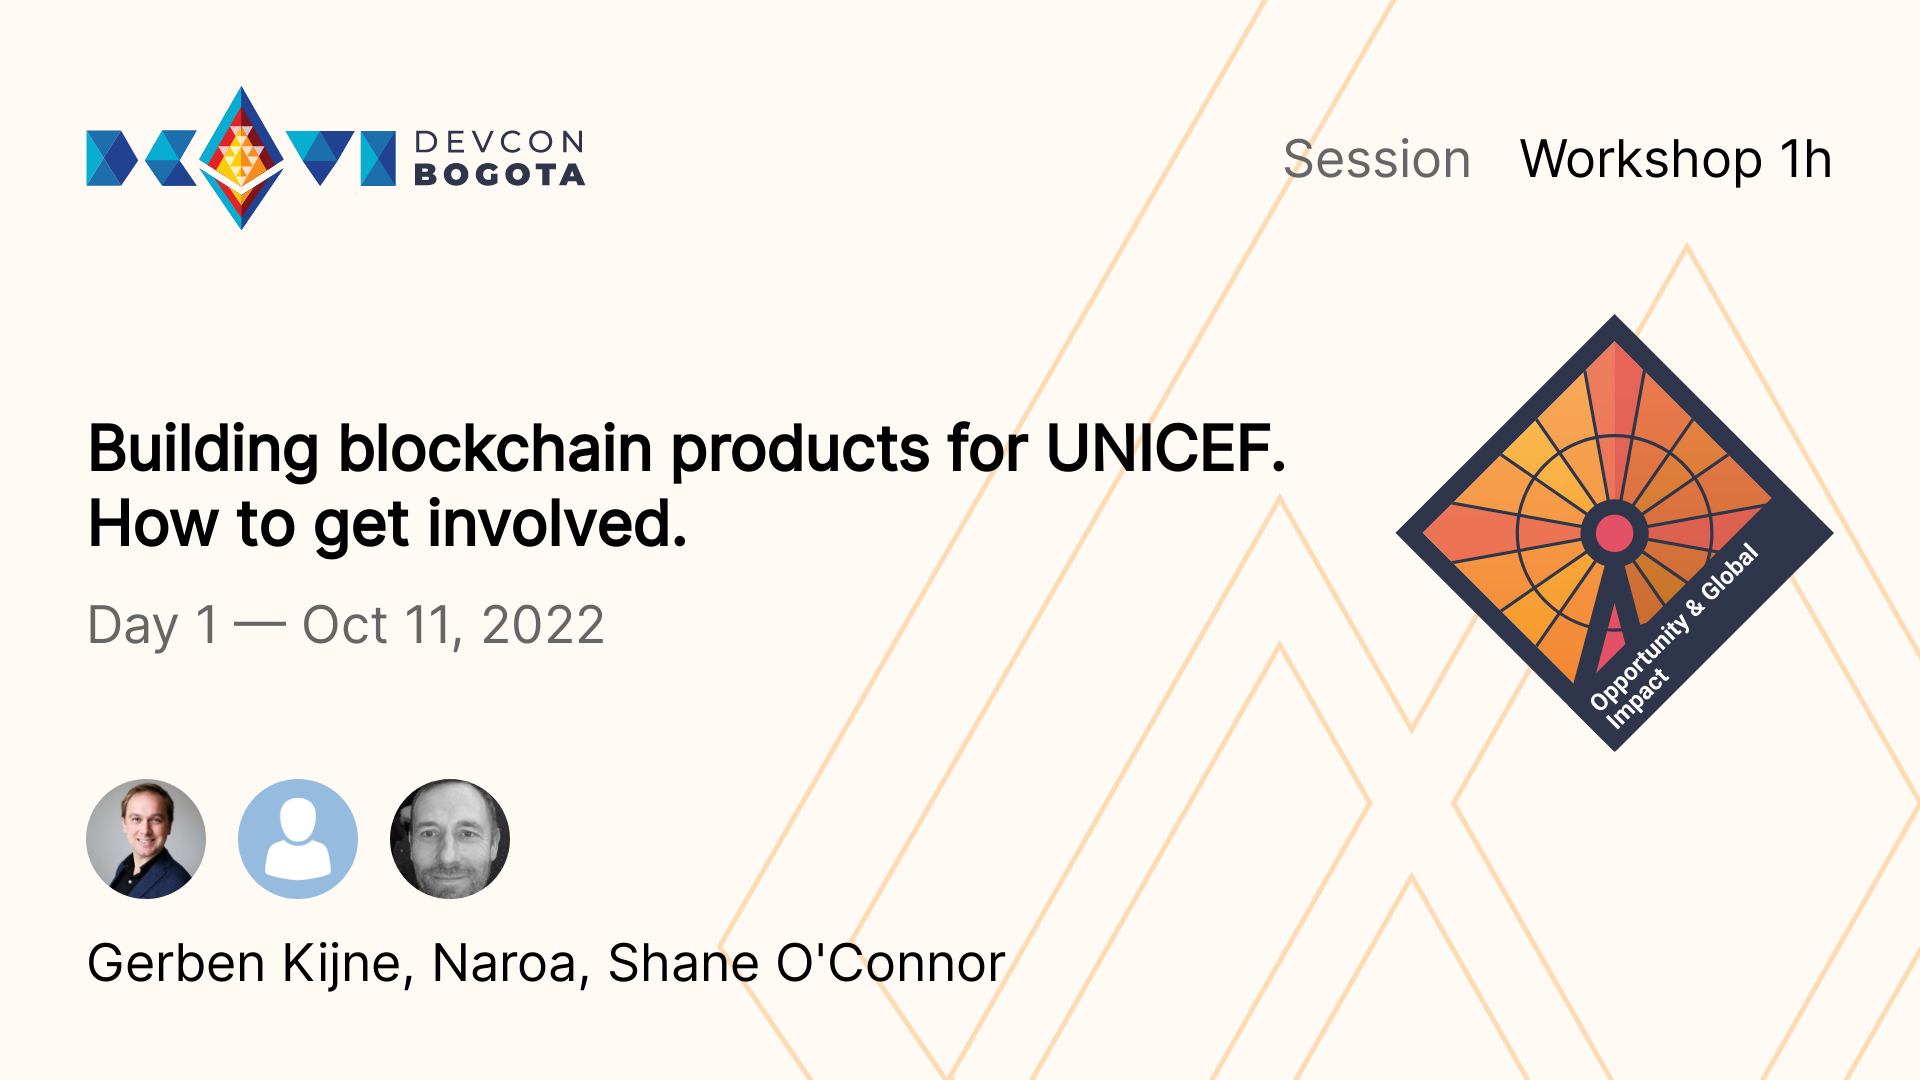 DEVCON
BOGOTA
Session Workshop 1h
Building blockchain products for UNICEF.
How to get involved.
Day 1 — Oct 11, 2022
Opportunity & Global
Impact
Gerben Kijne, Naroa, Shane O'Connor